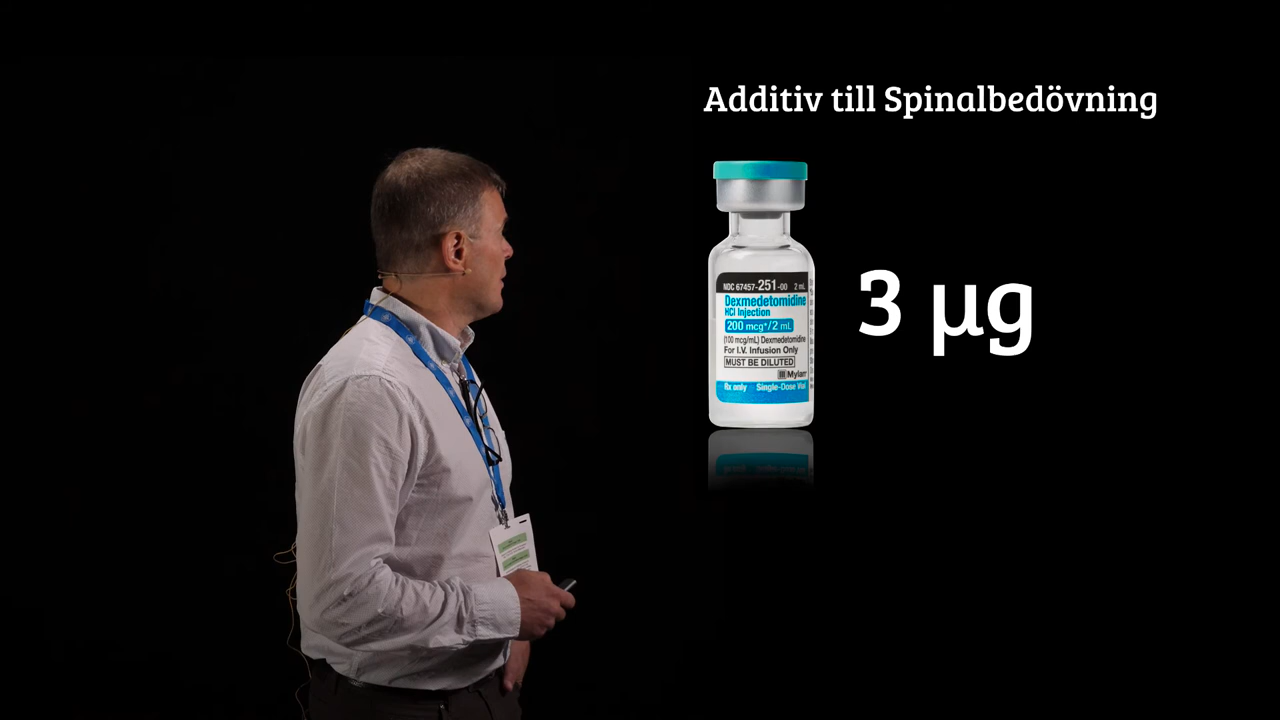 Additiv till Spinalbedövning
NDC 67457-251-00 2 mL
Dexmedetomidine
HCl Injection
200 mcg*/2 mL
(100 mcg/mL) Dexmedetomidine
For I.V. Infusion Only
MUST BE DILUTED
Mylan
Rx only Single-Dose Vial
3 µg